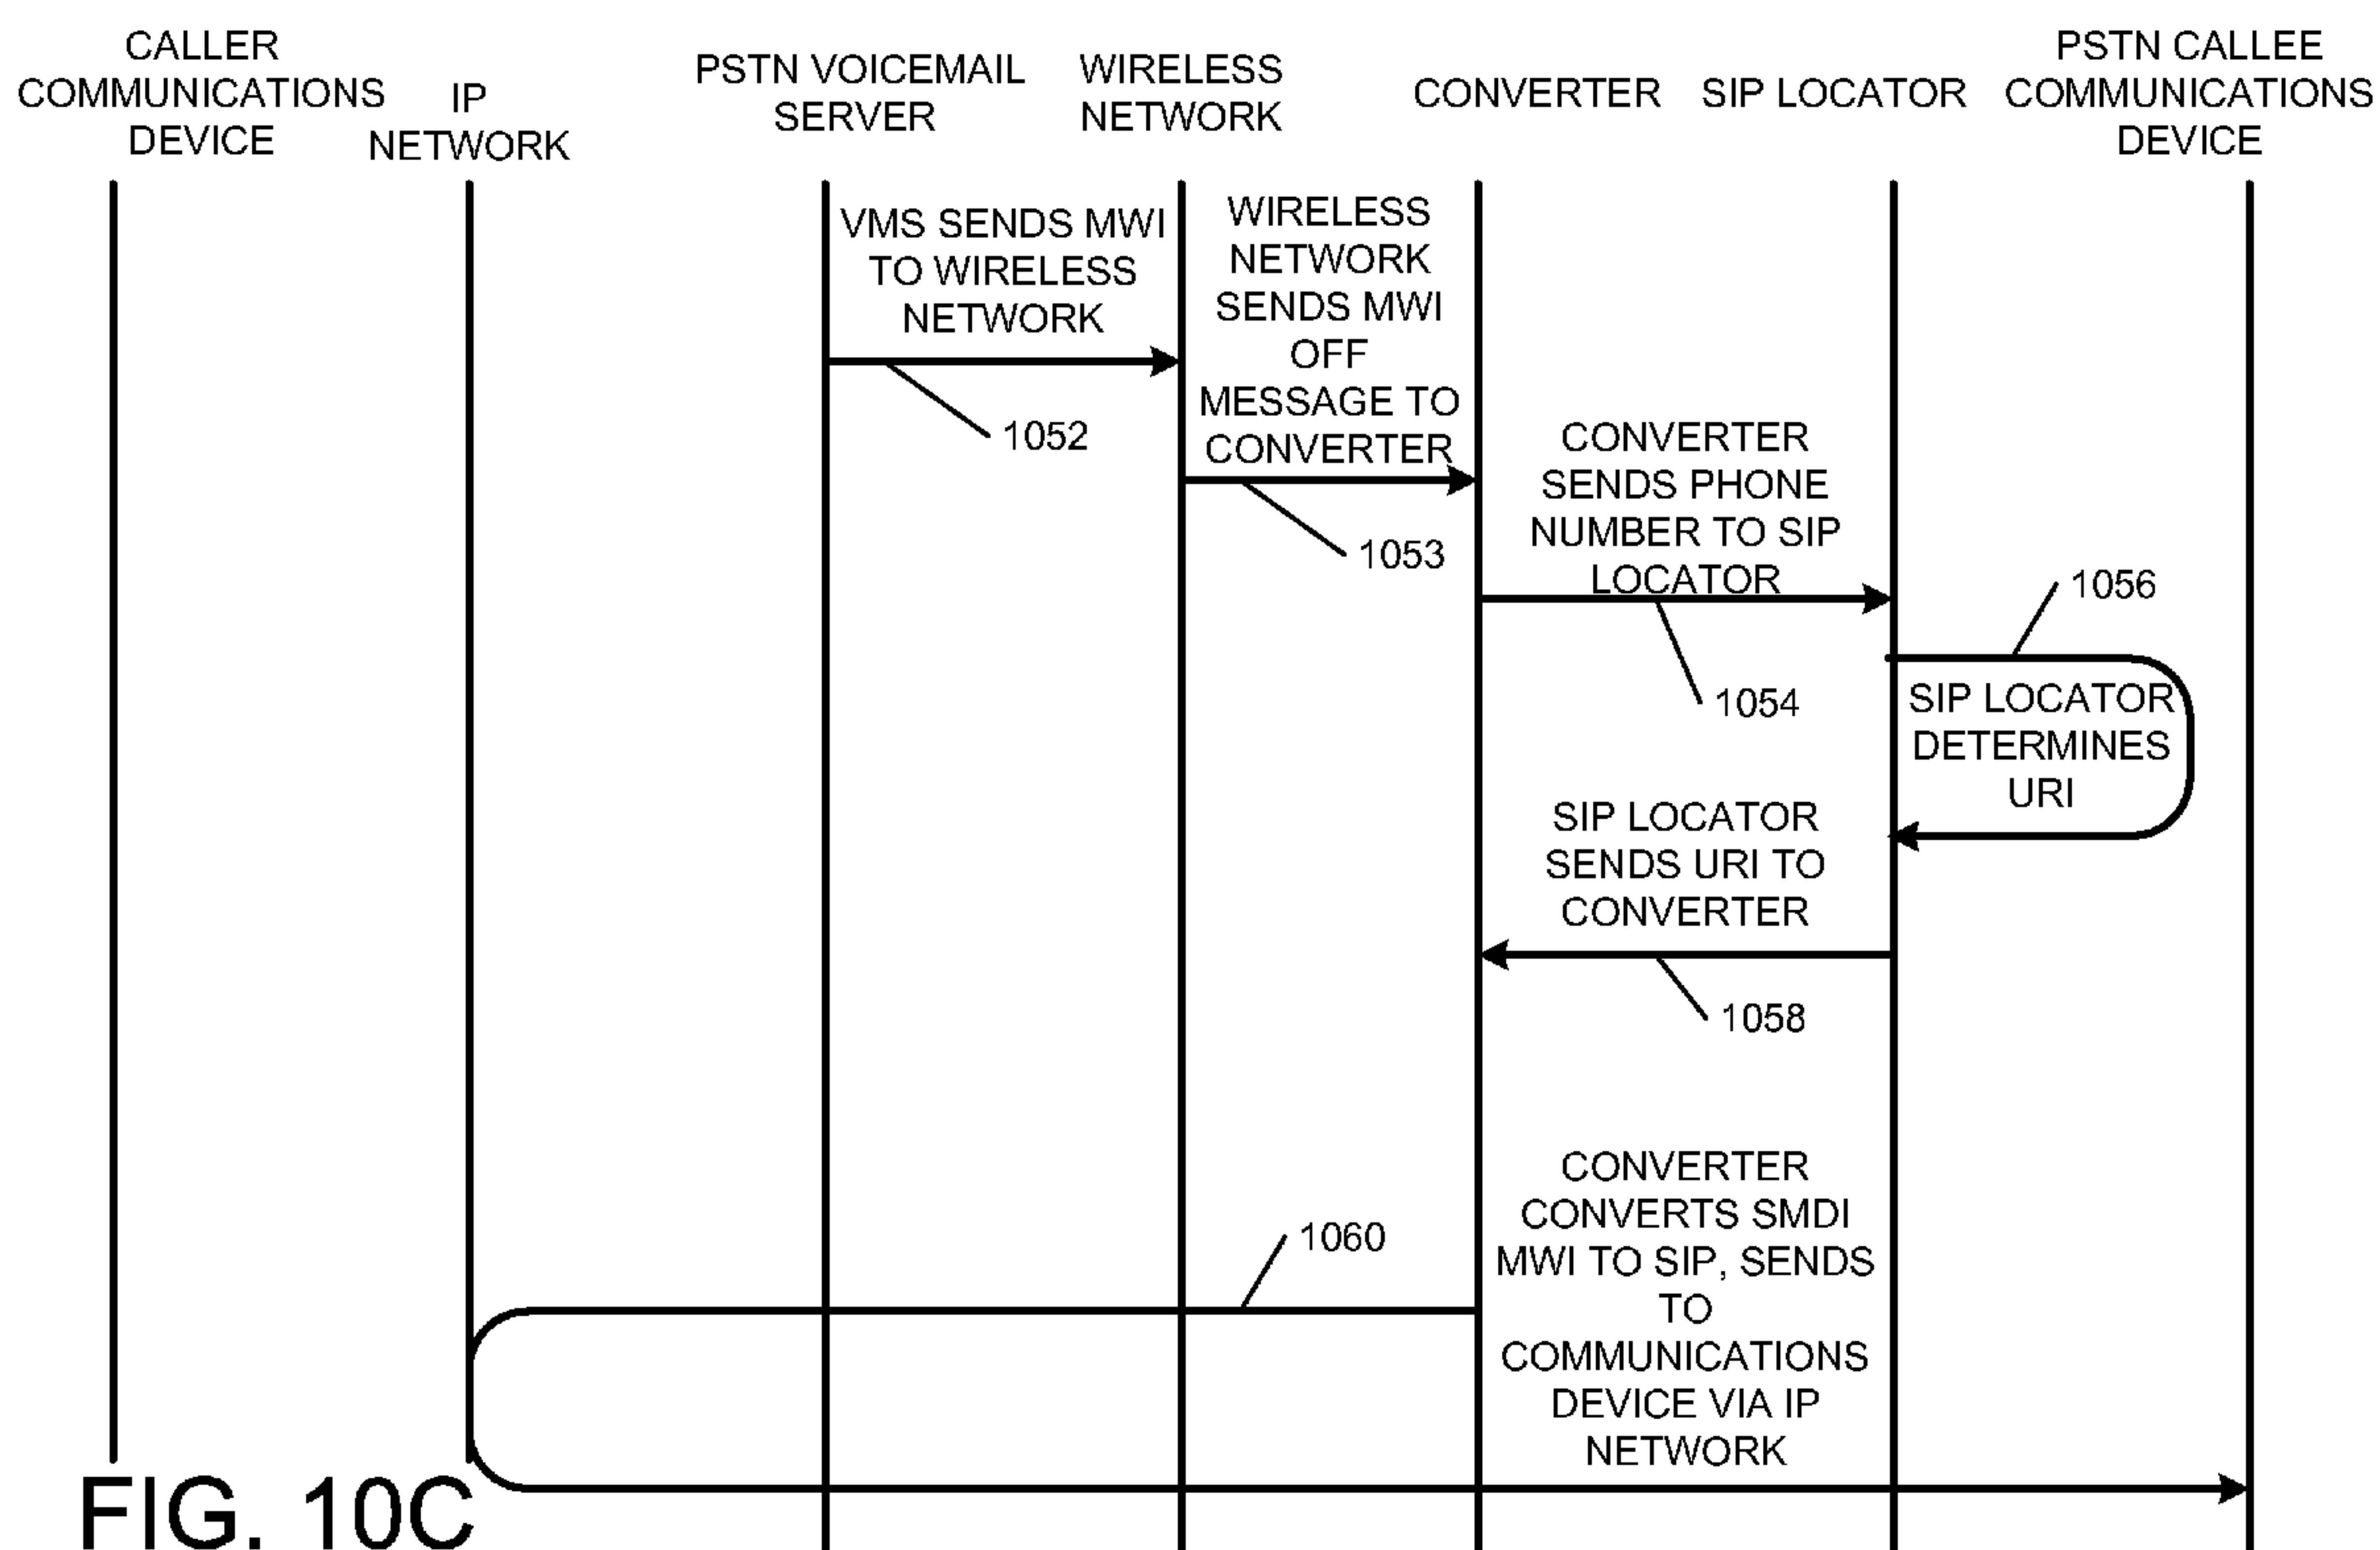 CALLER
COMMUNICATIONS
DEVICE
IP
NETWORK
PSTN VOICEMAIL
SERVER
WIRELESS
NETWORK
CONVERTER
SIP LOCATOR
PSTN CALLEE
COMMUNICATIONS
DEVICE
VMS SENDS MWI
TO WIRELESS
NETWORK
1052
WIRELESS
NETWORK
SENDS MWI
OFF
MESSAGE TO
CONVERTER
1053
CONVERTER
SENDS PHONE
NUMBER TO SIP
LOCATOR
1054
1056
SIP LOCATOR
DETERMINES
URI
SIP LOCATOR
SENDS URI TO
CONVERTER
1058
CONVERTER
CONVERTS SMDI
MWI TO SIP, SENDS
TO
COMMUNICATIONS
DEVICE VIA IP
NETWORK
1060
FIG. 10C